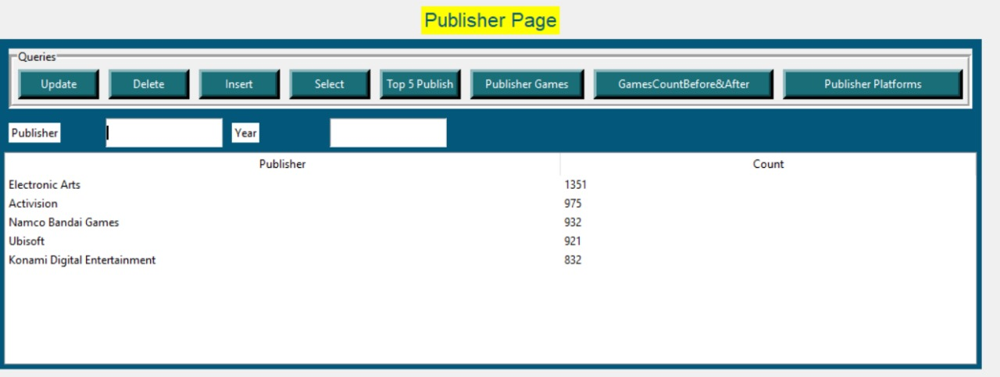 Publisher Page
Queries
Update Delete Insert Select Top 5 Publish Publisher Games GamesCountBefore&After Publisher Platforms
Publisher Year
Publisher Count
Electronic Arts 1351
Activision 975
Namco Bandai Games 932
Ubisoft 921
Konami Digital Entertainment 832